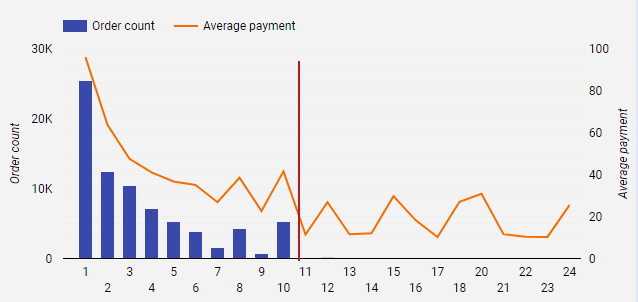 Order count Average payment
30K 100
80
20K
60
Order count
Average payment
40
10K
20
0 0
1 3 5 7 9 11 13 15 17 20 22 24
2 4 6 8 10 12 14 16 18 21 23